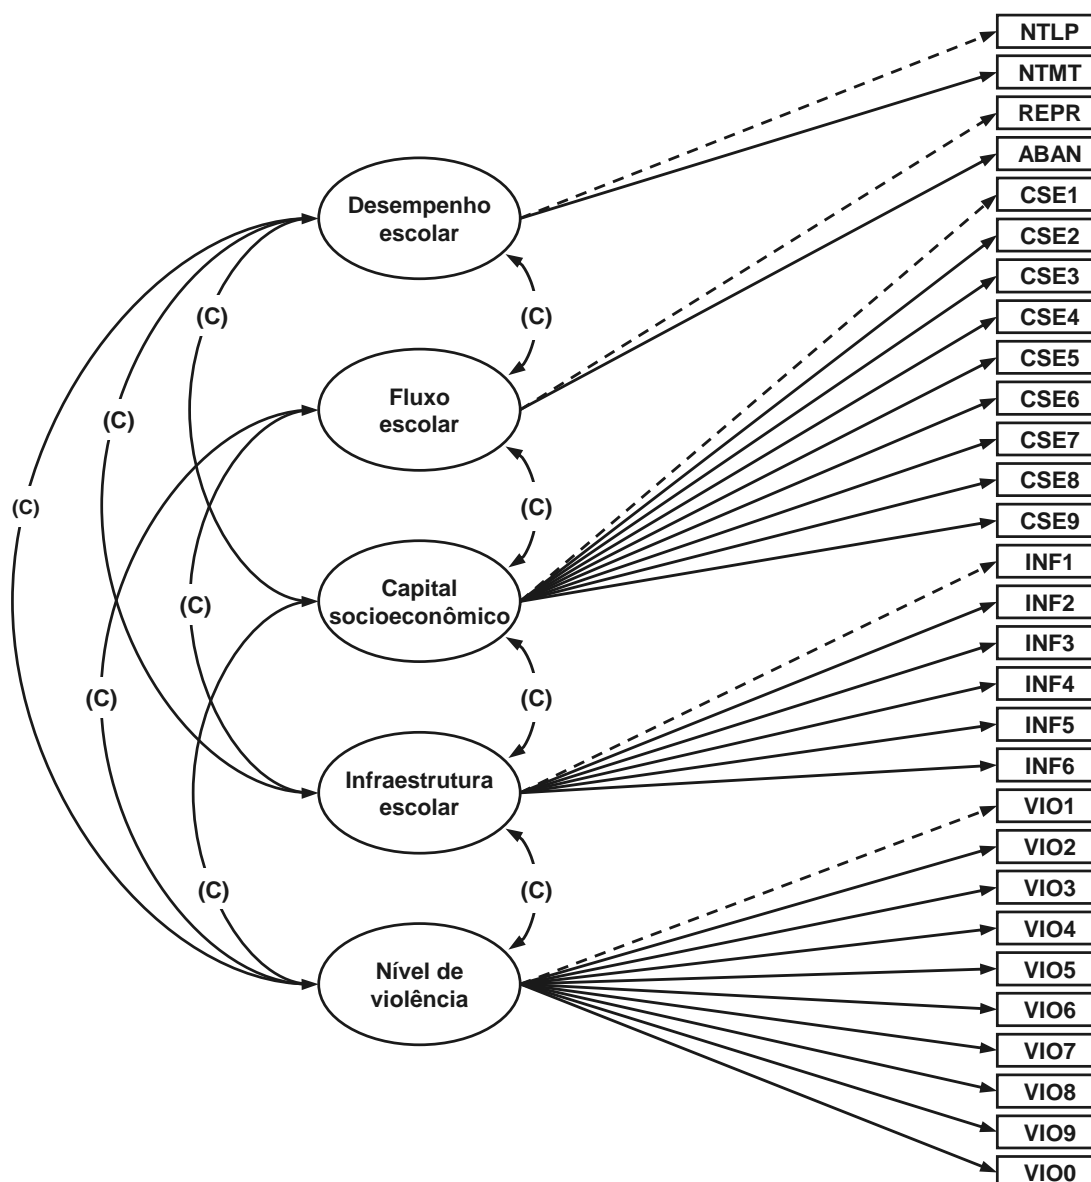 NTLP
NTMT
REPR
ABAN
CSE1
CSE2
CSE3
CSE4
CSE5
CSE6
CSE7
CSE8
CSE9
INF1
INF2
INF3
INF4
INF5
INF6
VIO1
VIO2
VIO3
VIO4
VIO5
VIO6
VIO7
VIO8
VIO9
VIO0
Desempenho
escolar
Fluxo
escolar
Capital
socioeconômico
Infraestrutura
escolar
Nível de
violência
(C)
(C)
(C)
(C)
(C)
(C)
(C)
(C)
(C)
(C)